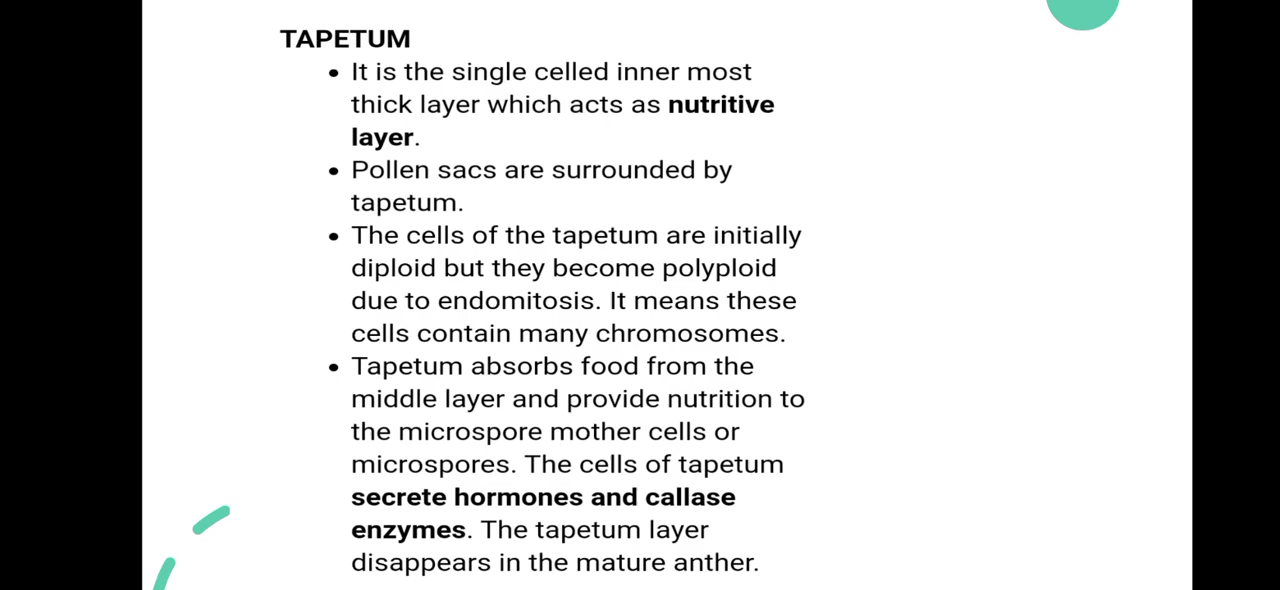 TAPETUM
• It is the single celled inner most
thick layer which acts as nutritive
layer.
• Pollen sacs are surrounded by
tapetum.
• The cells of the tapetum are initially
diploid but they become polyploid
due to endomitosis. It means these
cells contain many chromosomes.
• Tapetum absorbs food from the
middle layer and provide nutrition to
the microspore mother cells or
microspores. The cells of tapetum
secrete hormones and callase
enzymes. The tapetum layer
disappears in the mature anther.